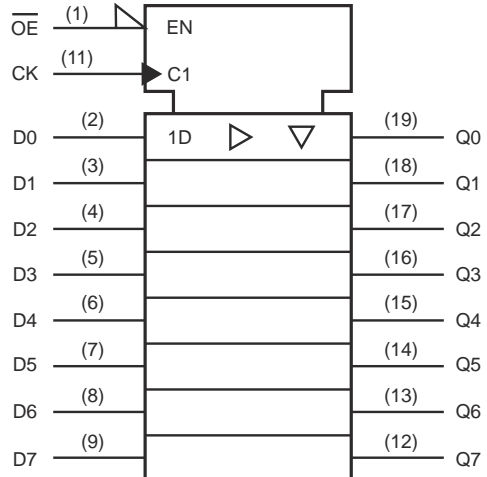 O̅E̅ (1) EN
CK (11) C1
D0 (2) 1D (19) Q0
D1 (3) (18) Q1
D2 (4) (17) Q2
D3 (5) (16) Q3
D4 (6) (15) Q4
D5 (7) (14) Q5
D6 (8) (13) Q6
D7 (9) (12) Q7